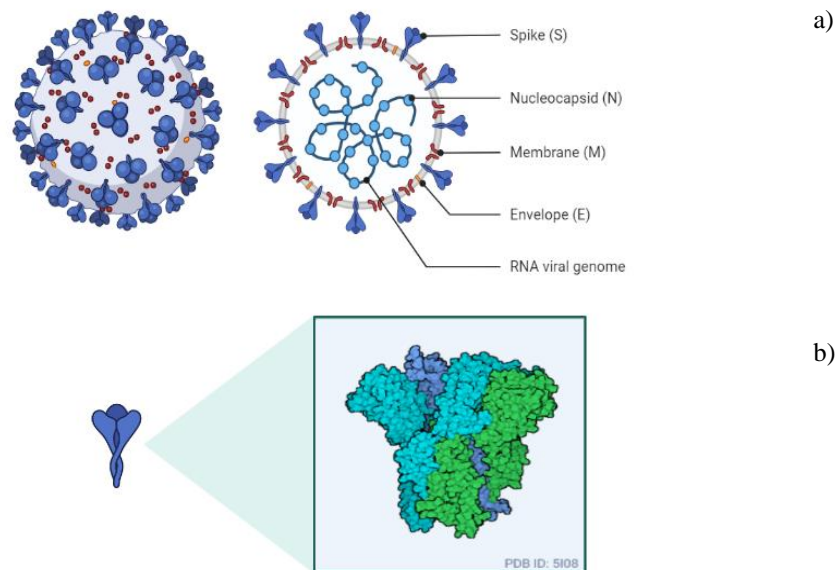 a)
Spike (S)
Nucleocapsid (N)
Membrane (M)
Envelope (E)
RNA viral genome
b)
PDB ID: 5I08